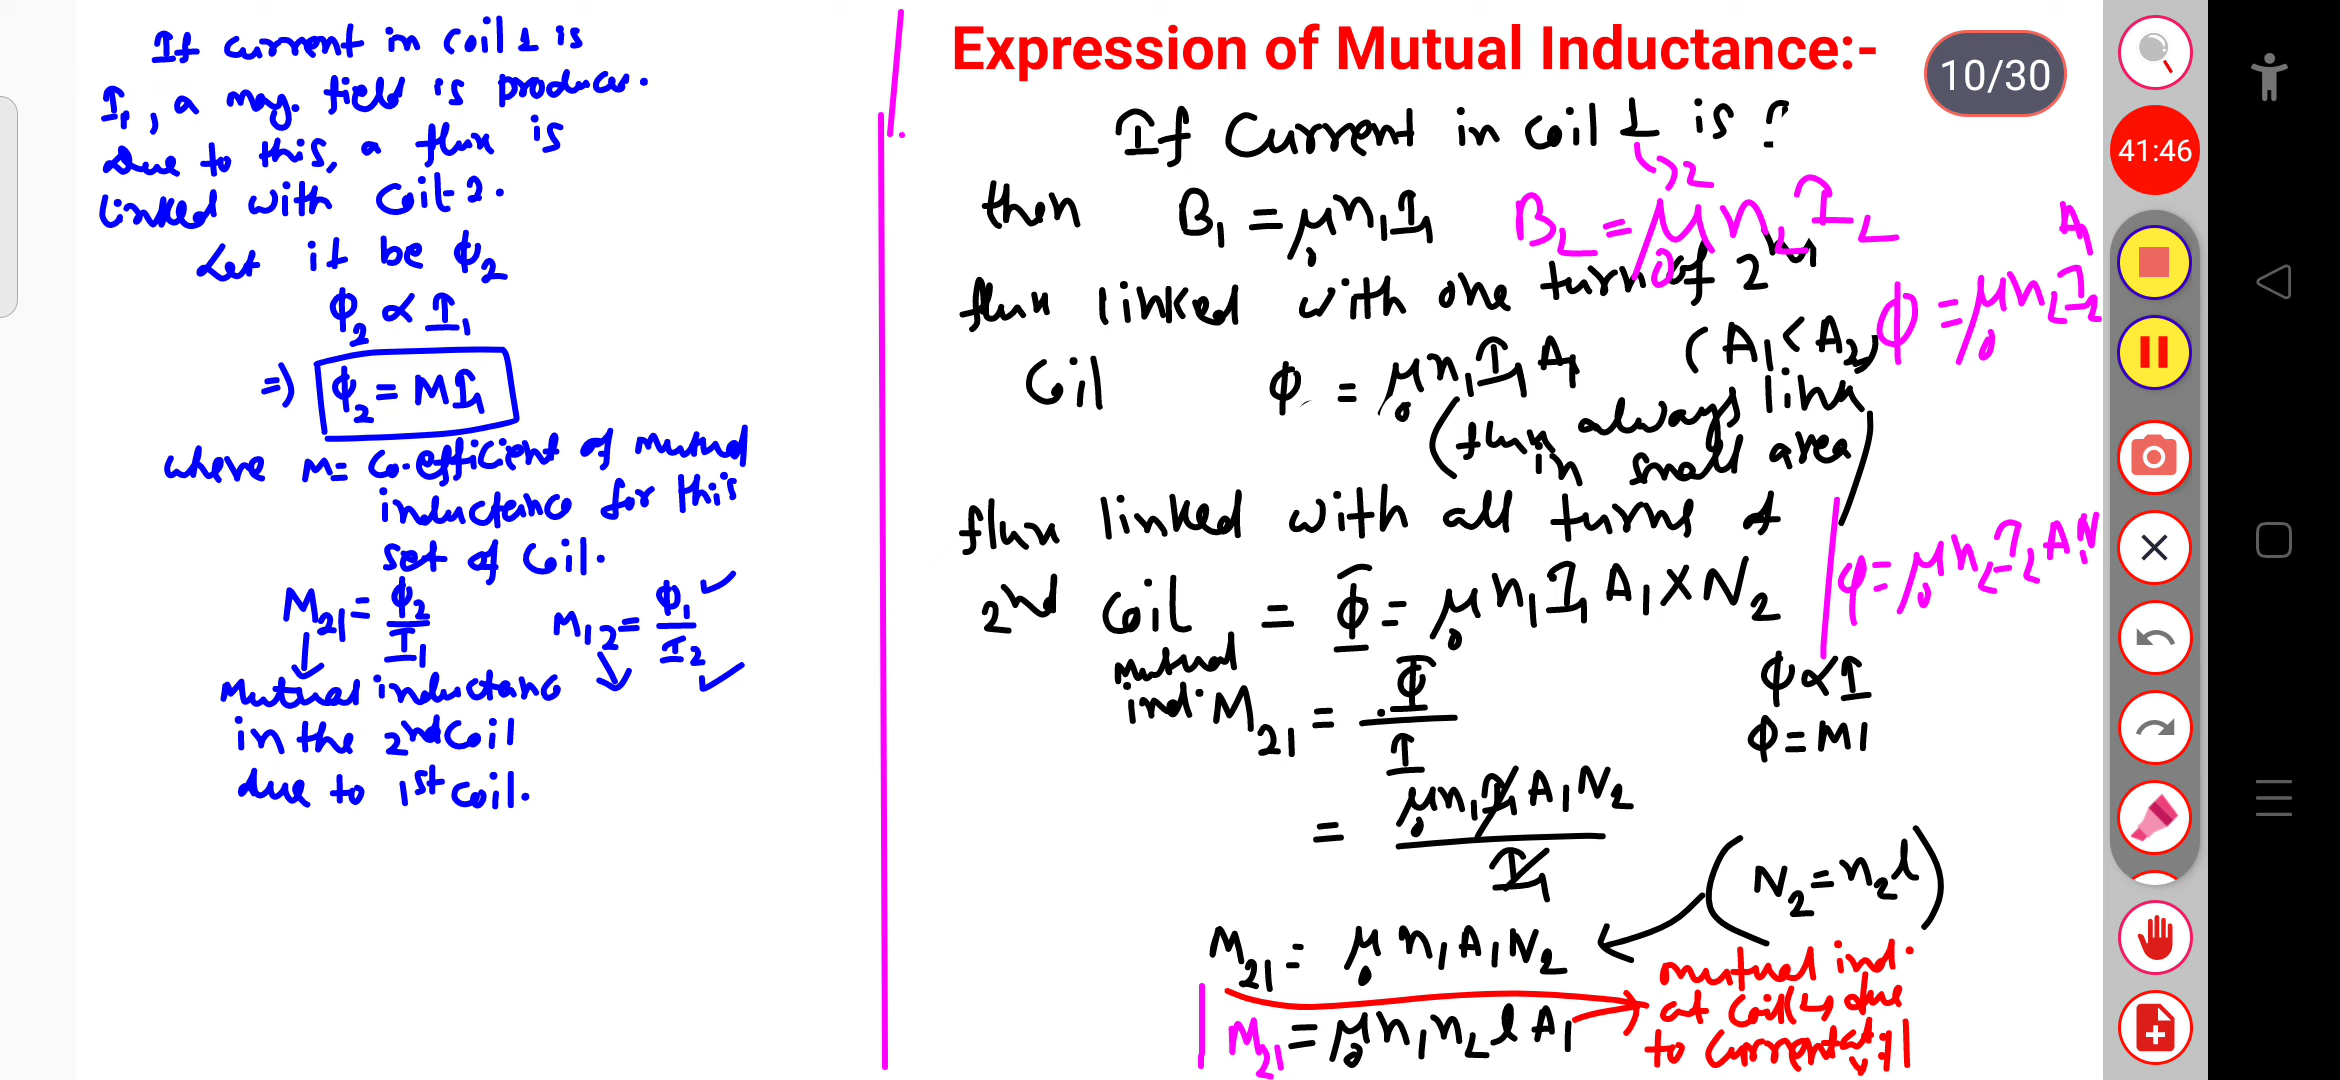 If current in coil 1 is
I₁, a mag. field is produces.
Due to this, a flux is
linked with coil 2.
Let it be ϕ₂
ϕ₂ ∝ I₁
⇒ ϕ₂ = MI₁
where M = Co-efficient of mutual
inductance for this
set of Coil.
M₂₁ = ϕ₂/I₁ M₁₂ = ϕ₁/I₂
Mutual inductance
in the 2nd Coil
due to 1st Coil.
Expression of Mutual Inductance:-
10/30
If Current in coil 1 is I
2
then B₁ = μ₀n₁I₁ B₂ = μ₀n₂I₂
flux linked with one turn of 2nd
Coil ϕ = μ₀n₁I₁A₁ (A₁ < A₂)
A₁
ϕ = μ₀n₂I₂
(flux always link
in small area)
flux linked with all turns of
2nd Coil = ϕ = μ₀n₁I₁A₁ × N₂
ϕ = μ₀n₂I₂A₁N
Mutual
ind. M₂₁ = ϕ/I
ϕ ∝ I
ϕ = MI
= μ₀n₁I₁A₁N₂/I₁
(N₂ = n₂l)
M₂₁ = μ₀n₁A₁N₂
M₂₁ = μ₀n₁n₂lA₁
mutual ind.
at Coil(2) due
to Current at 1
41:46